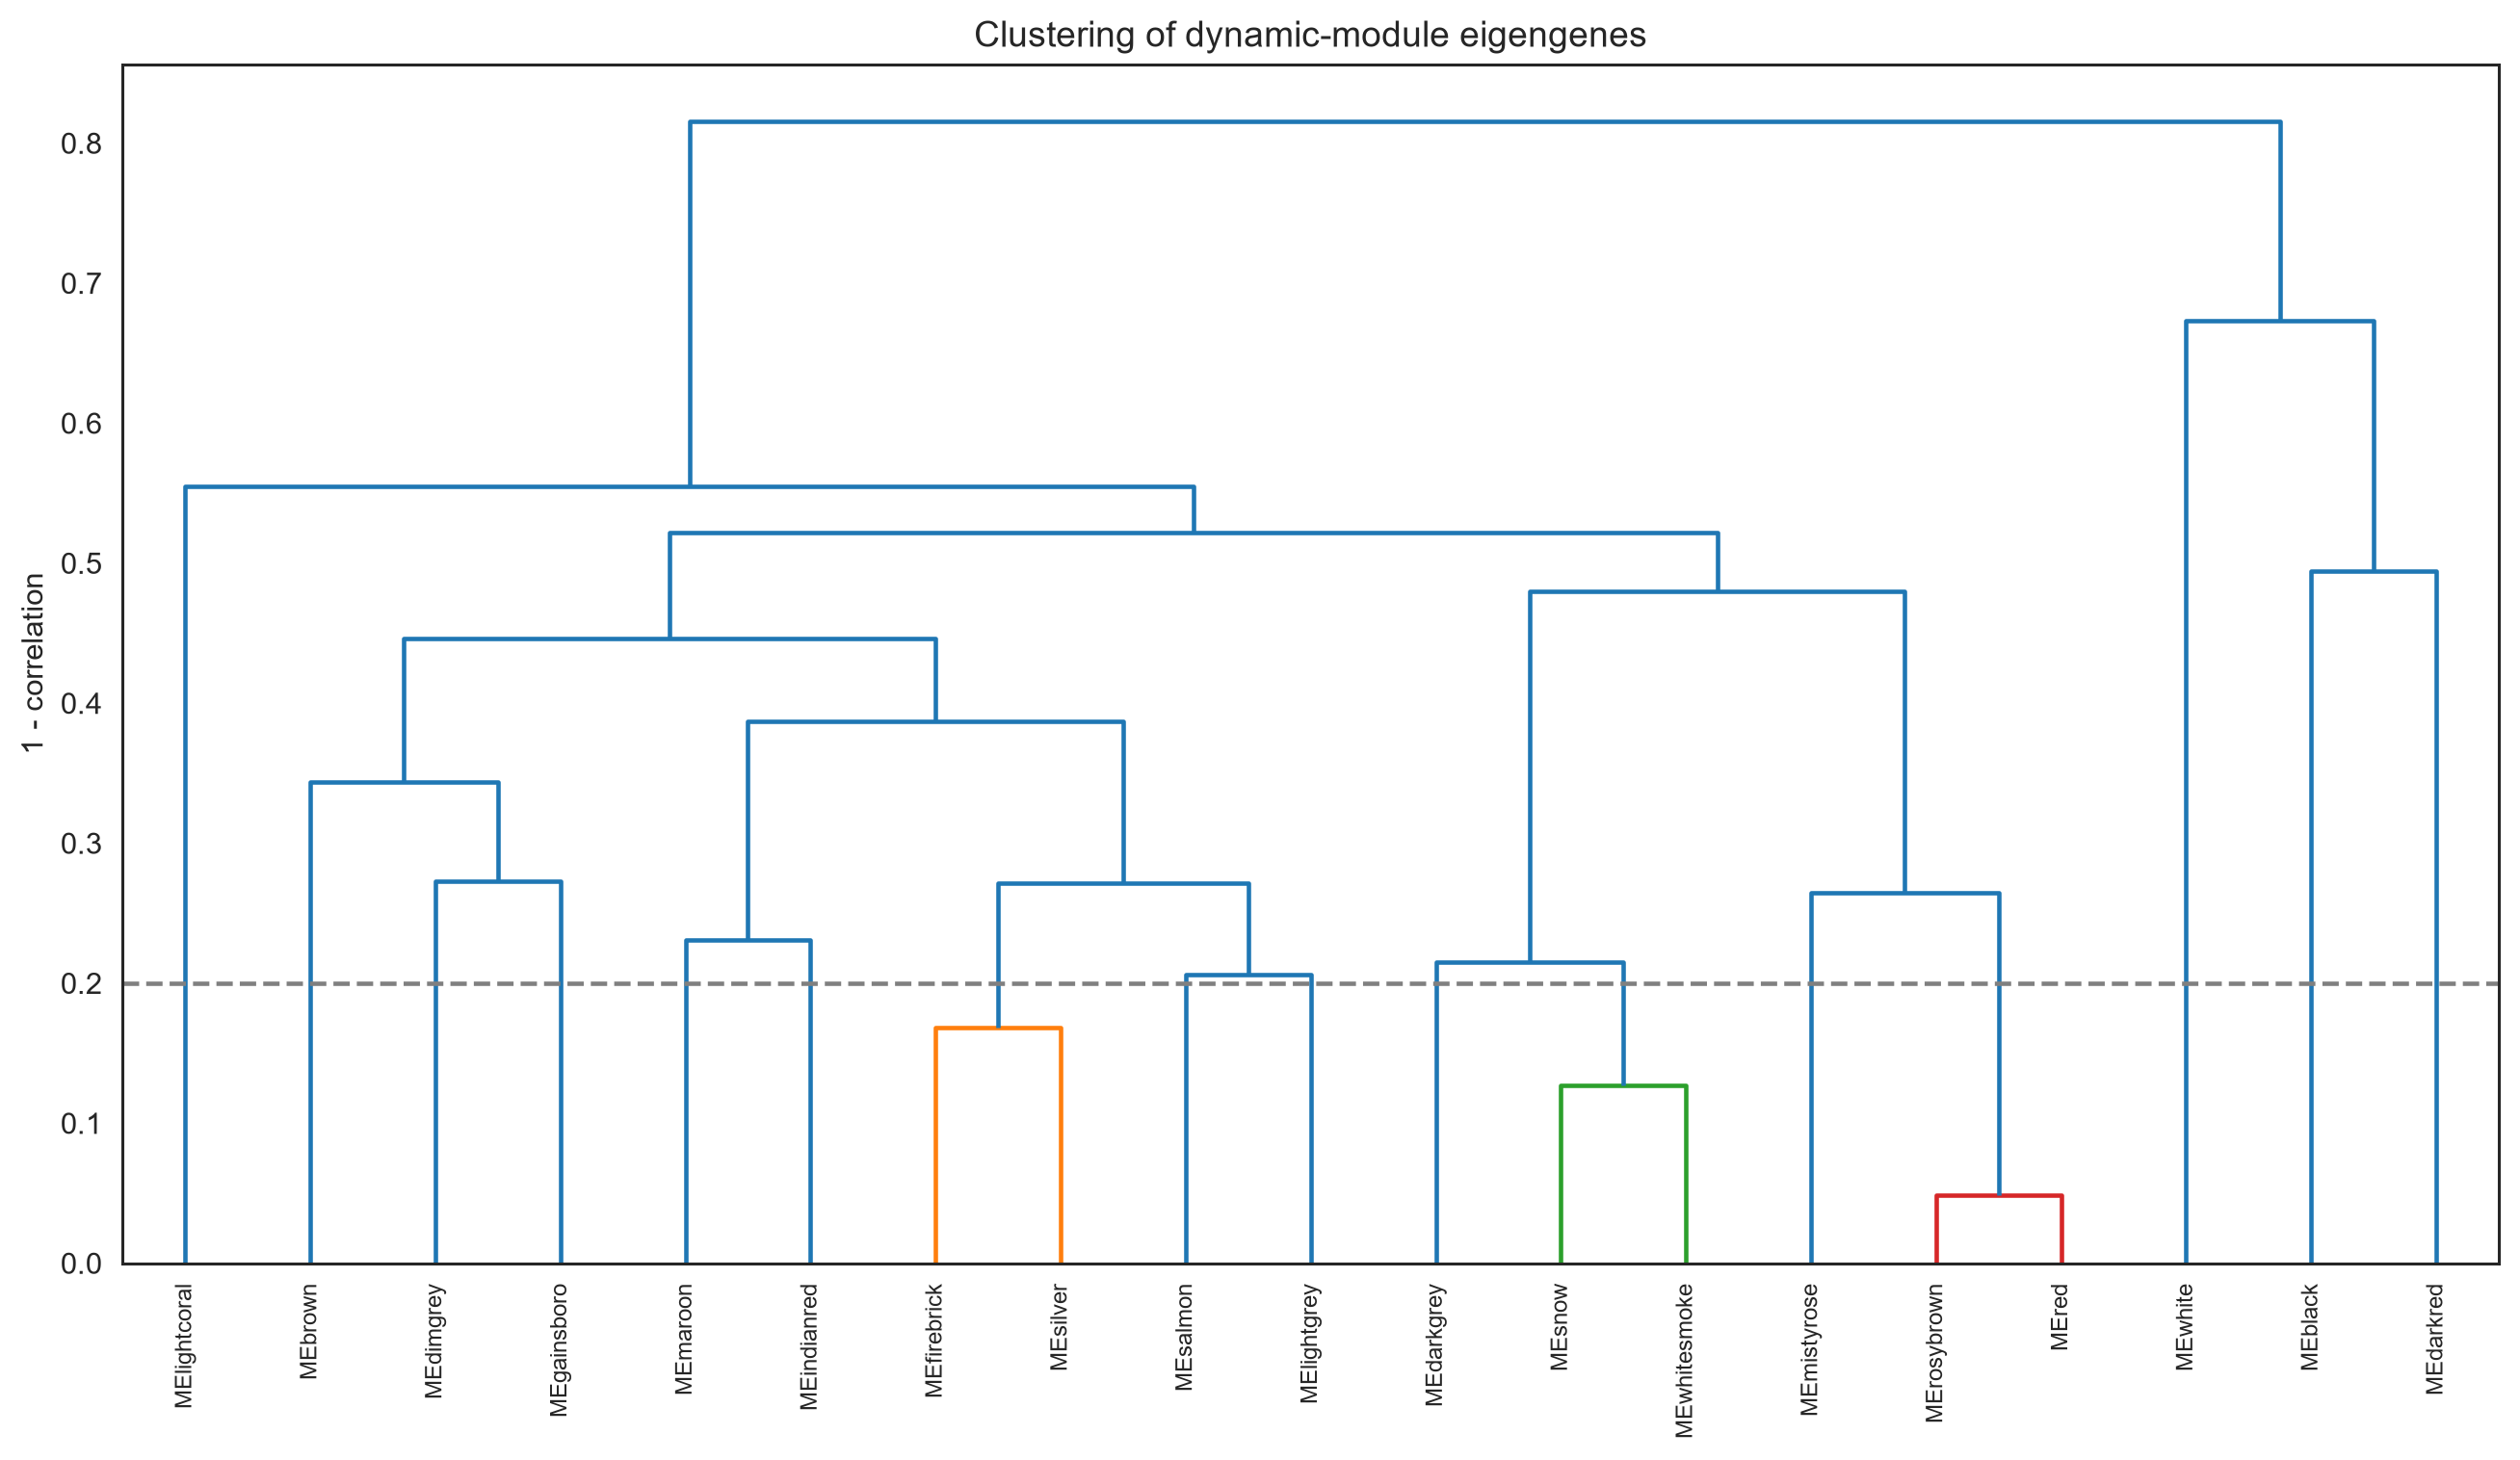 Clustering of dynamic-module eigengenes
1 - correlation
0.8
0.7
0.6
0.5
0.4
0.3
0.2
0.1
0.0
MElightcoral
MEbrown
MEdimgrey
MEgainsboro
MEmaroon
MEindianred
MEfirebrick
MEsilver
MEsalmon
MElightgrey
MEdarkgrey
MEsnow
MEwhitesmoke
MEmistyrose
MErosybrown
MEred
MEwhite
MEblack
MEdarkred